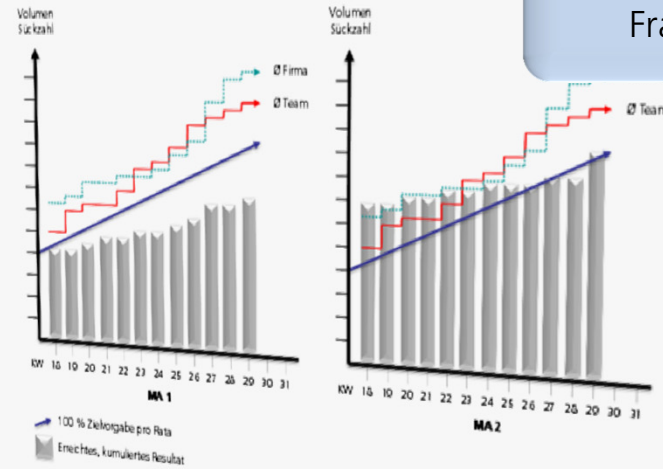 Volumen
Sückzahl
Ø Firma
Ø Team
KW 18 19 20 21 22 23 24 25 26 27 28 29 30 31
MA 1
100 % Zielvorgabe pro Rata
Erreichtes, kumuliertes Resultat
Volumen
Sückzahl
Fra
Ø Team
KW 18 19 20 21 22 23 24 25 26 27 28 29 30 31
MA 2